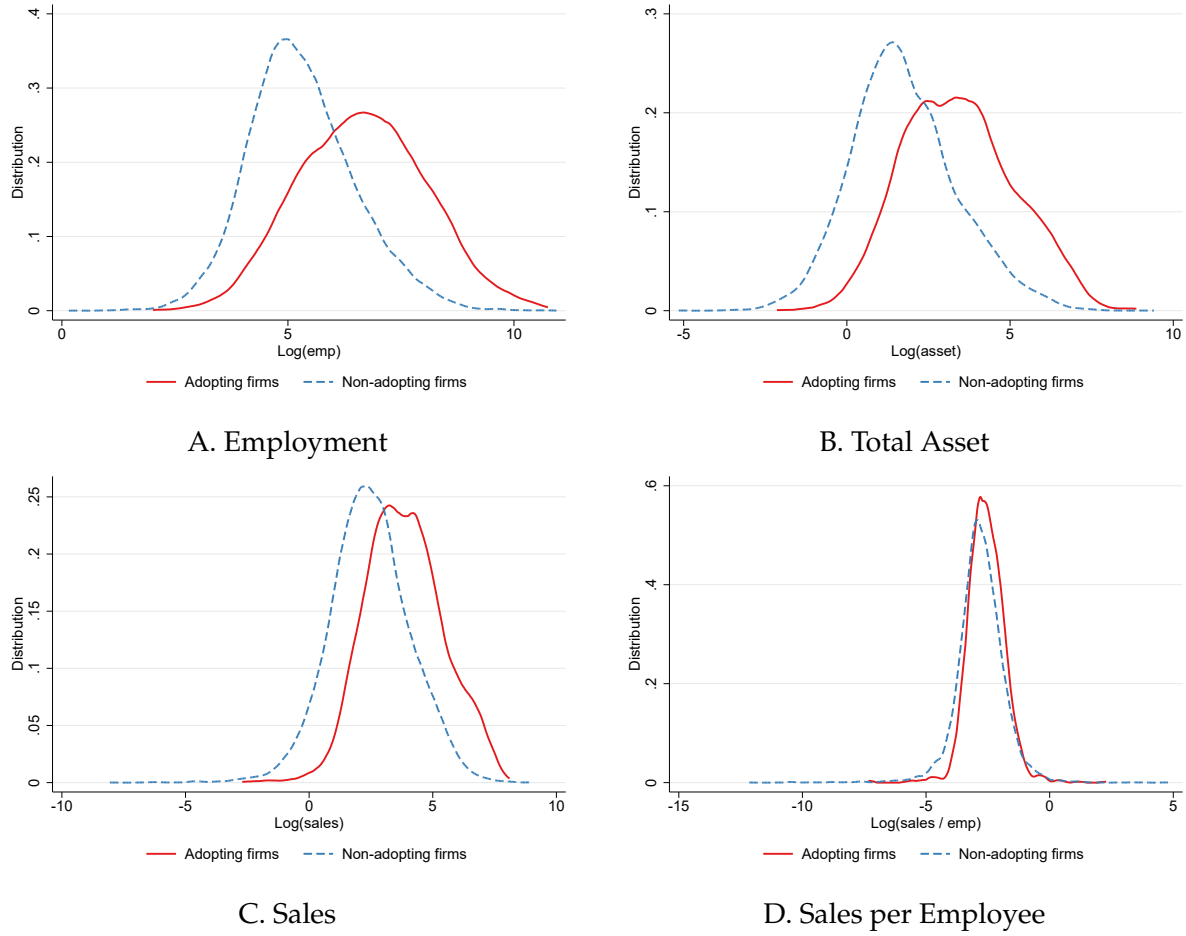 .4
.3
.2
.1
0
Distribution
0 5 10
Log(emp)
Adopting firms Non-adopting firms
A. Employment
.3
.2
.1
0
Distribution
-5 0 5 10
Log(asset)
Adopting firms Non-adopting firms
B. Total Asset
.25
.2
.15
.1
.05
0
Distribution
-10 -5 0 5 10
Log(sales)
Adopting firms Non-adopting firms
C. Sales
.6
.4
.2
0
Distribution
-15 -10 -5 0 5
Log(sales / emp)
Adopting firms Non-adopting firms
D. Sales per Employee